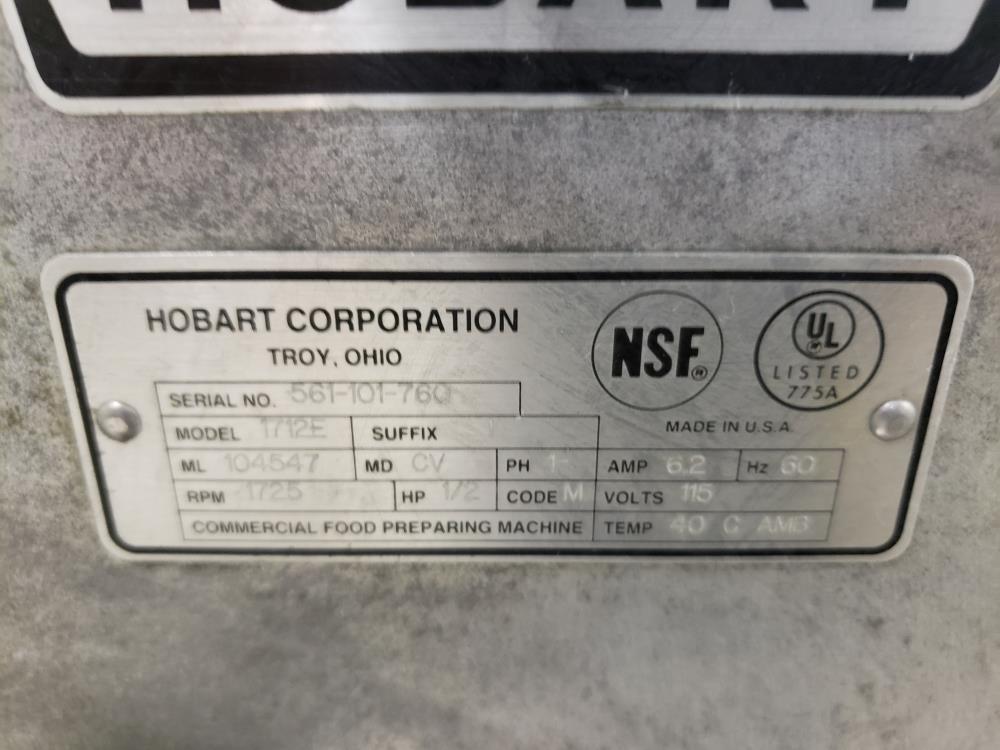 HOBART
HOBART CORPORATION
TROY, OHIO
NSF®
UL
LISTED
775A
SERIAL NO. 561-101-760
MADE IN U.S.A.
MODEL 1712E SUFFIX
ML 104547 MD CV PH 1- AMP 6.2 Hz 60
RPM 1725 HP 1/2 CODE M VOLTS 115
COMMERCIAL FOOD PREPARING MACHINE TEMP 40 C AMB